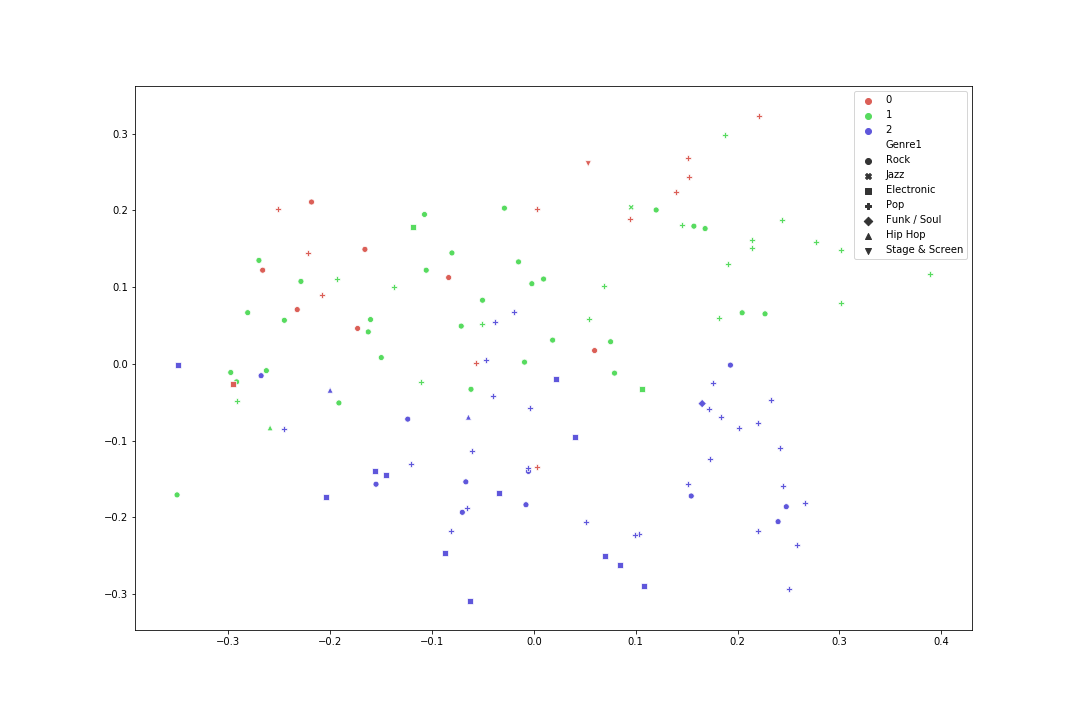 0
1
2
Genre1
Rock
Jazz
Electronic
Pop
Funk / Soul
Hip Hop
Stage & Screen
0.3
0.2
0.1
0.0
−0.1
−0.2
−0.3
−0.3 −0.2 −0.1 0.0 0.1 0.2 0.3 0.4